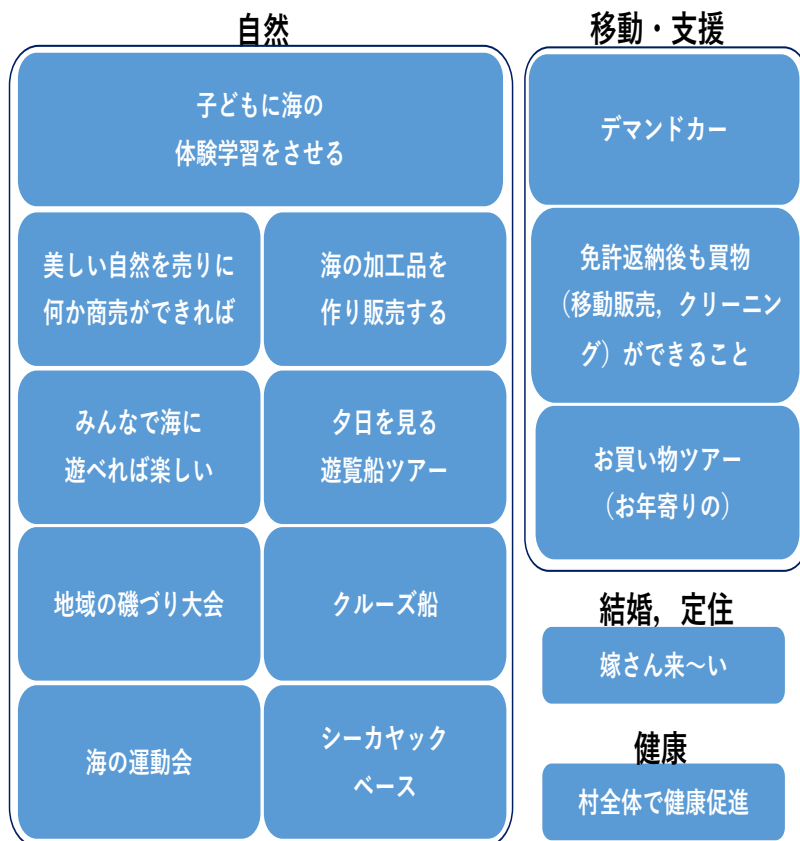 自然
子どもに海の
体験学習をさせる
美しい自然を売りに
何か商売ができれば
海の加工品を
作り販売する
みんなで海に
遊べれば楽しい
夕日を見る
遊覧船ツアー
地域の磯づり大会
クルーズ船
海の運動会
シーカヤック
ベース
移動・支援
デマンドカー
免許返納後も買物
（移動販売，クリーニン
グ）ができること
お買い物ツアー
（お年寄りの）
結婚，定住
嫁さん来～い
健康
村全体で健康促進